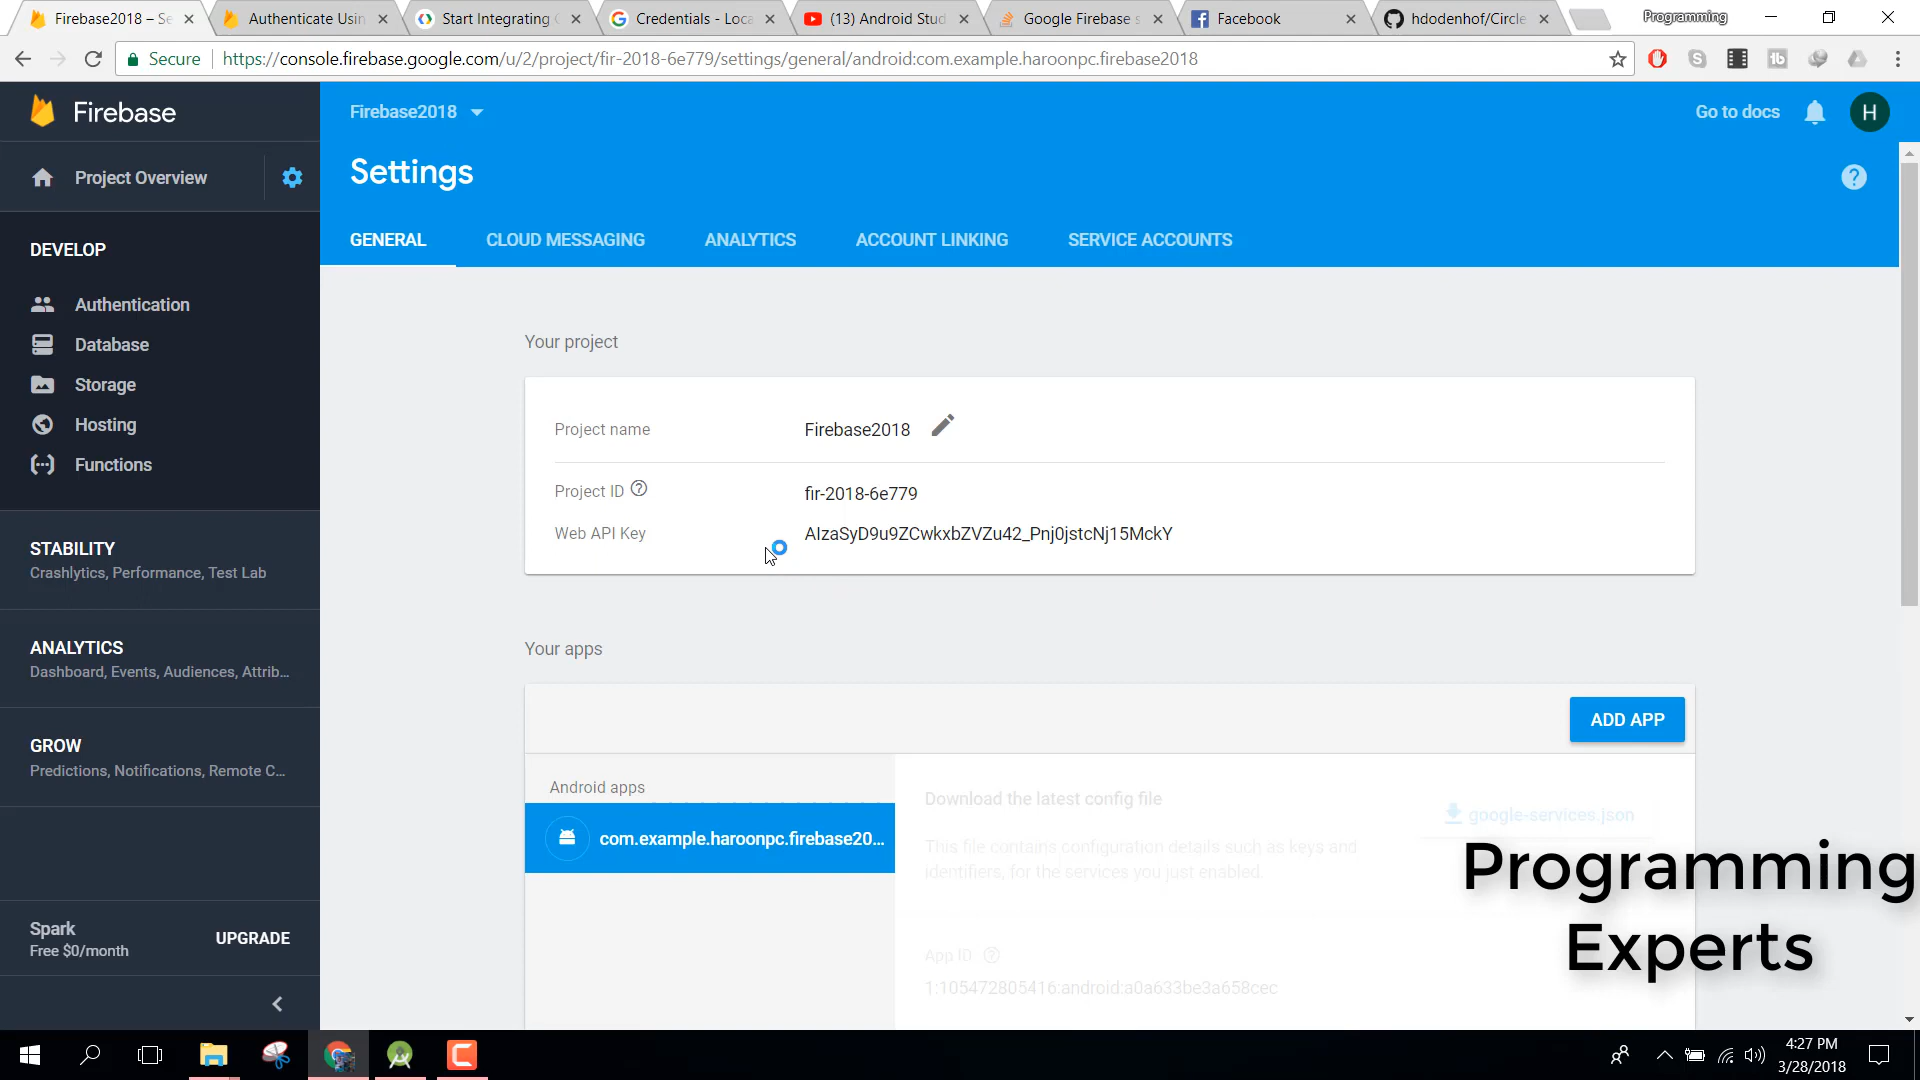 Firebase2018 – Se
Authenticate Usin
Start Integrating G
Credentials - Loca
(13) Android Stud
Google Firebase s
Facebook
hdodenhof/Circle
Programming
Secure
https://console.firebase.google.com/u/2/project/fir-2018-6e779/settings/general/android:com.example.haroonpc.firebase2018
Firebase
Firebase2018
Go to docs
H
Project Overview
Settings
GENERAL
CLOUD MESSAGING
ANALYTICS
ACCOUNT LINKING
SERVICE ACCOUNTS
DEVELOP
Authentication
Database
Storage
Hosting
Functions
STABILITY
Crashlytics, Performance, Test Lab
ANALYTICS
Dashboard, Events, Audiences, Attrib...
GROW
Predictions, Notifications, Remote C...
Spark
Free $0/month
UPGRADE
Your project
Project name
Firebase2018
Project ID
fir-2018-6e779
Web API Key
AIzaSyD9u9ZCwkxbZVZu42_Pnj0jstcNj15MckY
Your apps
ADD APP
Android apps
com.example.haroonpc.firebase20...
Download the latest config file
google-services.json
This file contains configuration details such as keys and
identifiers, for the services you just enabled.
App ID
1:105472805416:android:a0a633be3a658cec
Programming
Experts
4:27 PM
3/28/2018